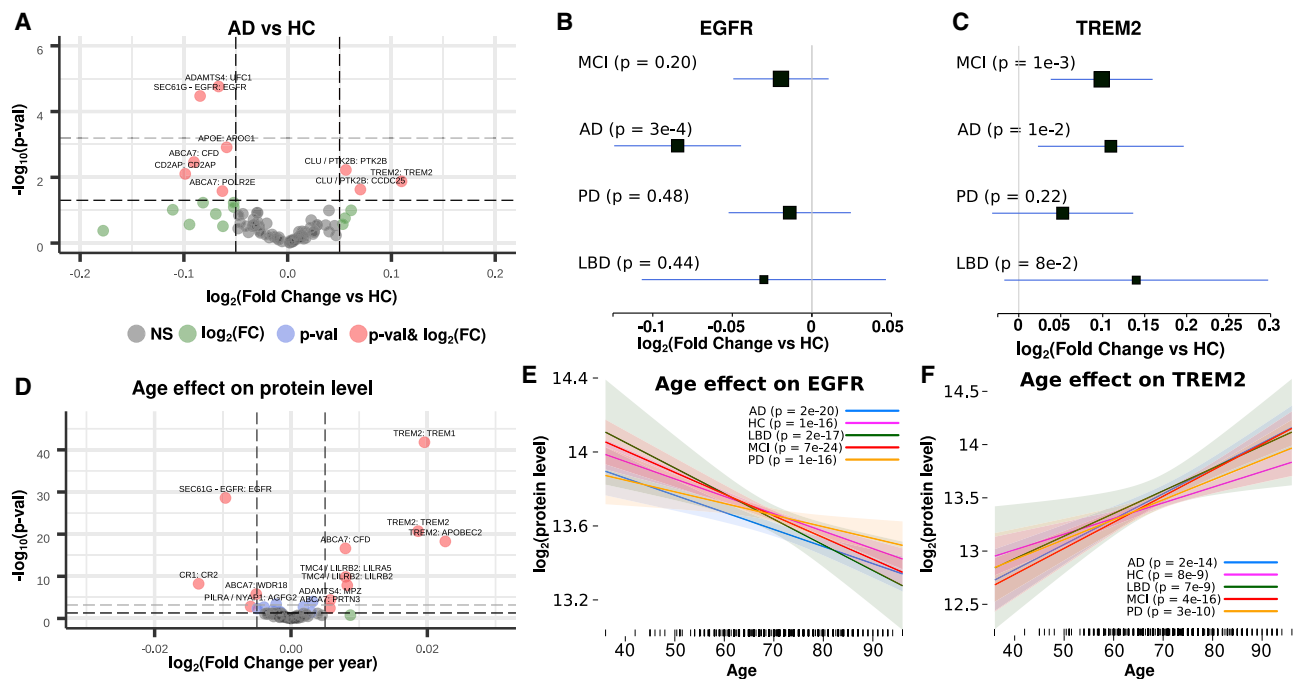 A
AD vs HC
6
4
2
0
-log10(p-val)
ADAMTS4: UFC1
SEC61G - EGFR: EGFR
APOE: APOC1
ABCA7: CFD
CD2AP: CD2AP
ABCA7: POLR2E
CLU / PTK2B: PTK2B
TREM2: TREM2
CLU / PTK2B: CCDC25
-0.2 -0.1 0.0 0.1 0.2
log2(Fold Change vs HC)
NS log2(FC) p-val p-val& log2(FC)
B
EGFR
MCI (p = 0.20)
AD (p = 3e-4)
PD (p = 0.48)
LBD (p = 0.44)
-0.1 -0.05 0 0.05
log2(Fold Change vs HC)
C
TREM2
MCI (p = 1e-3)
AD (p = 1e-2)
PD (p = 0.22)
LBD (p = 8e-2)
0 0.05 0.1 0.15 0.2 0.25 0.3
log2(Fold Change vs HC)
D
Age effect on protein level
40
30
20
10
0
-log10(p-val)
TREM2: TREM1
SEC61G - EGFR: EGFR
TREM2: TREM2
TREM2: APOBEC2
ABCA7: CFD
TMC4 / LILRB2: LILRA5
CR1: CR2
TMC4 / LILRB2: LILRB2
ABCA7: WDR18
ADAMTS4: MPZ
PILRA / NYAP1: AGFG2
ABCA7: PRTN3
-0.02 0.00 0.02
log2(Fold Change per year)
E
Age effect on EGFR
14.4
14
13.6
13.2
log2(protein level)
AD (p = 2e-20)
HC (p = 1e-16)
LBD (p = 2e-17)
MCI (p = 7e-24)
PD (p = 1e-16)
40 50 60 70 80 90
Age
F
Age effect on TREM2
14.5
14
13.5
13
12.5
log2(protein level)
AD (p = 2e-14)
HC (p = 8e-9)
LBD (p = 7e-9)
MCI (p = 4e-16)
PD (p = 3e-10)
40 50 60 70 80 90
Age